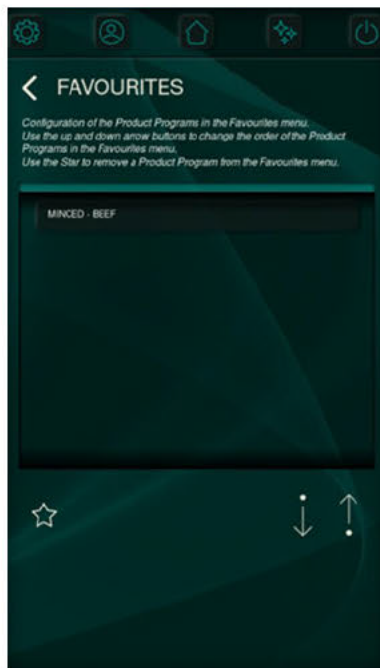 FAVOURITES
Configuration of the Product Programs in the Favourites menu.
Use the up and down arrow buttons to change the order of the Product
Programs in the Favourites menu.
Use the Star to remove a Product Program from the Favourites menu.
MINCED - BEEF